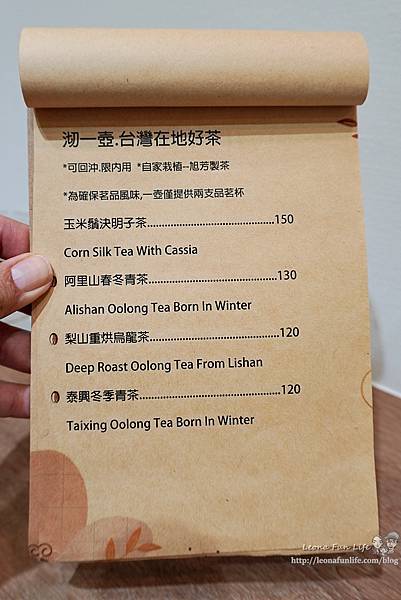 沏一壺.台灣在地好茶
*可回沖.限內用 *自家栽植--旭芳製茶
*為確保茗品風味,一壺僅提供兩支品茗杯
玉米鬚決明子茶..........................................150
Corn Silk Tea With Cassia
阿里山春冬青茶..........................................130
Alishan Oolong Tea Born In Winter
梨山重烘烏龍茶..........................................120
Deep Roast Oolong Tea From Lishan
泰興冬季青茶..............................................120
Taixing Oolong Tea Born In Winter
Leona Fun Life
http://leonafunlife.com/blog